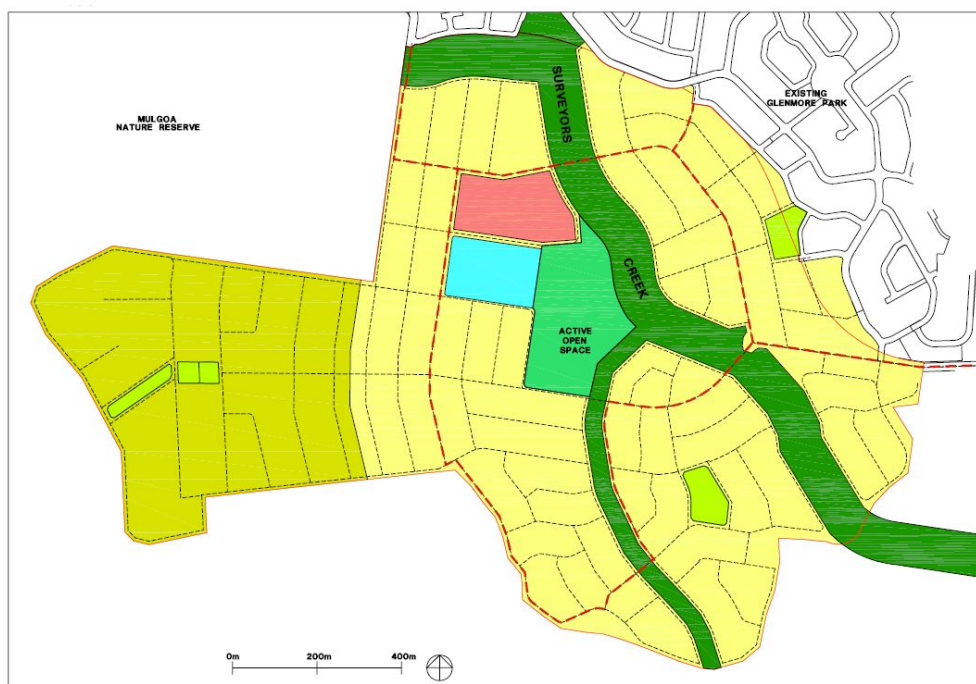 MULGOA
NATURE RESERVE
SURVEYORS
CREEK
EXISTING
GLENMORE PARK
ACTIVE
OPEN
SPACE
0m 200m 400m